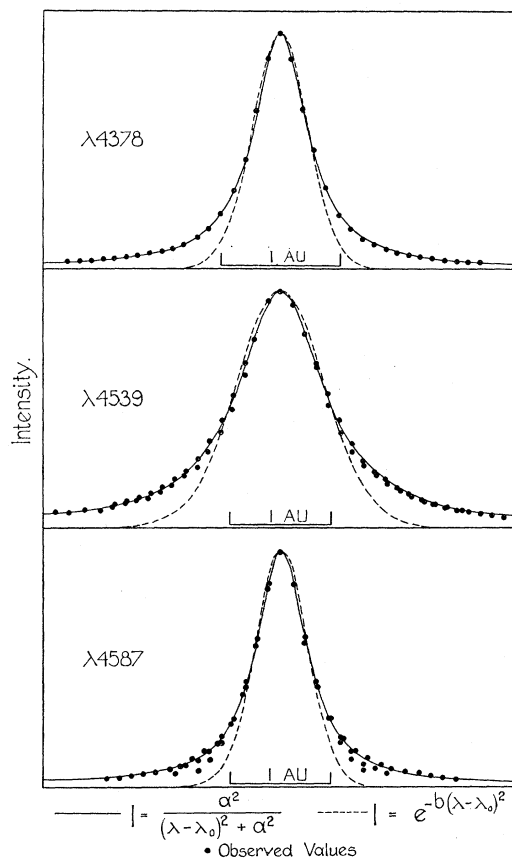 λ4378
1 AU
λ4539
1 AU
Intensity.
λ4587
1 AU
I = α² / ((λ-λ₀)² + α²) I = e^{-b(λ-λ₀)²}
• Observed Values